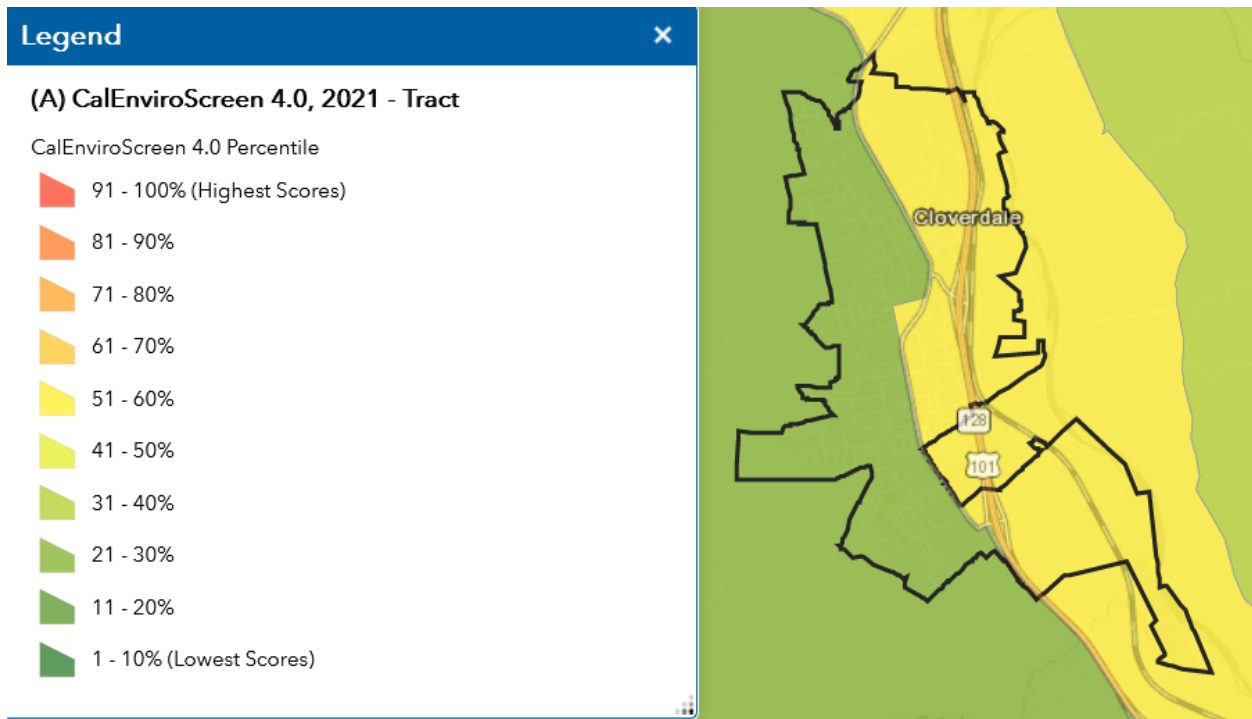 Legend
(A) CalEnviroScreen 4.0, 2021 - Tract
CalEnviroScreen 4.0 Percentile
91 - 100% (Highest Scores)
81 - 90%
71 - 80%
61 - 70%
51 - 60%
41 - 50%
31 - 40%
21 - 30%
11 - 20%
1 - 10% (Lowest Scores)
Cloverdale
128
101